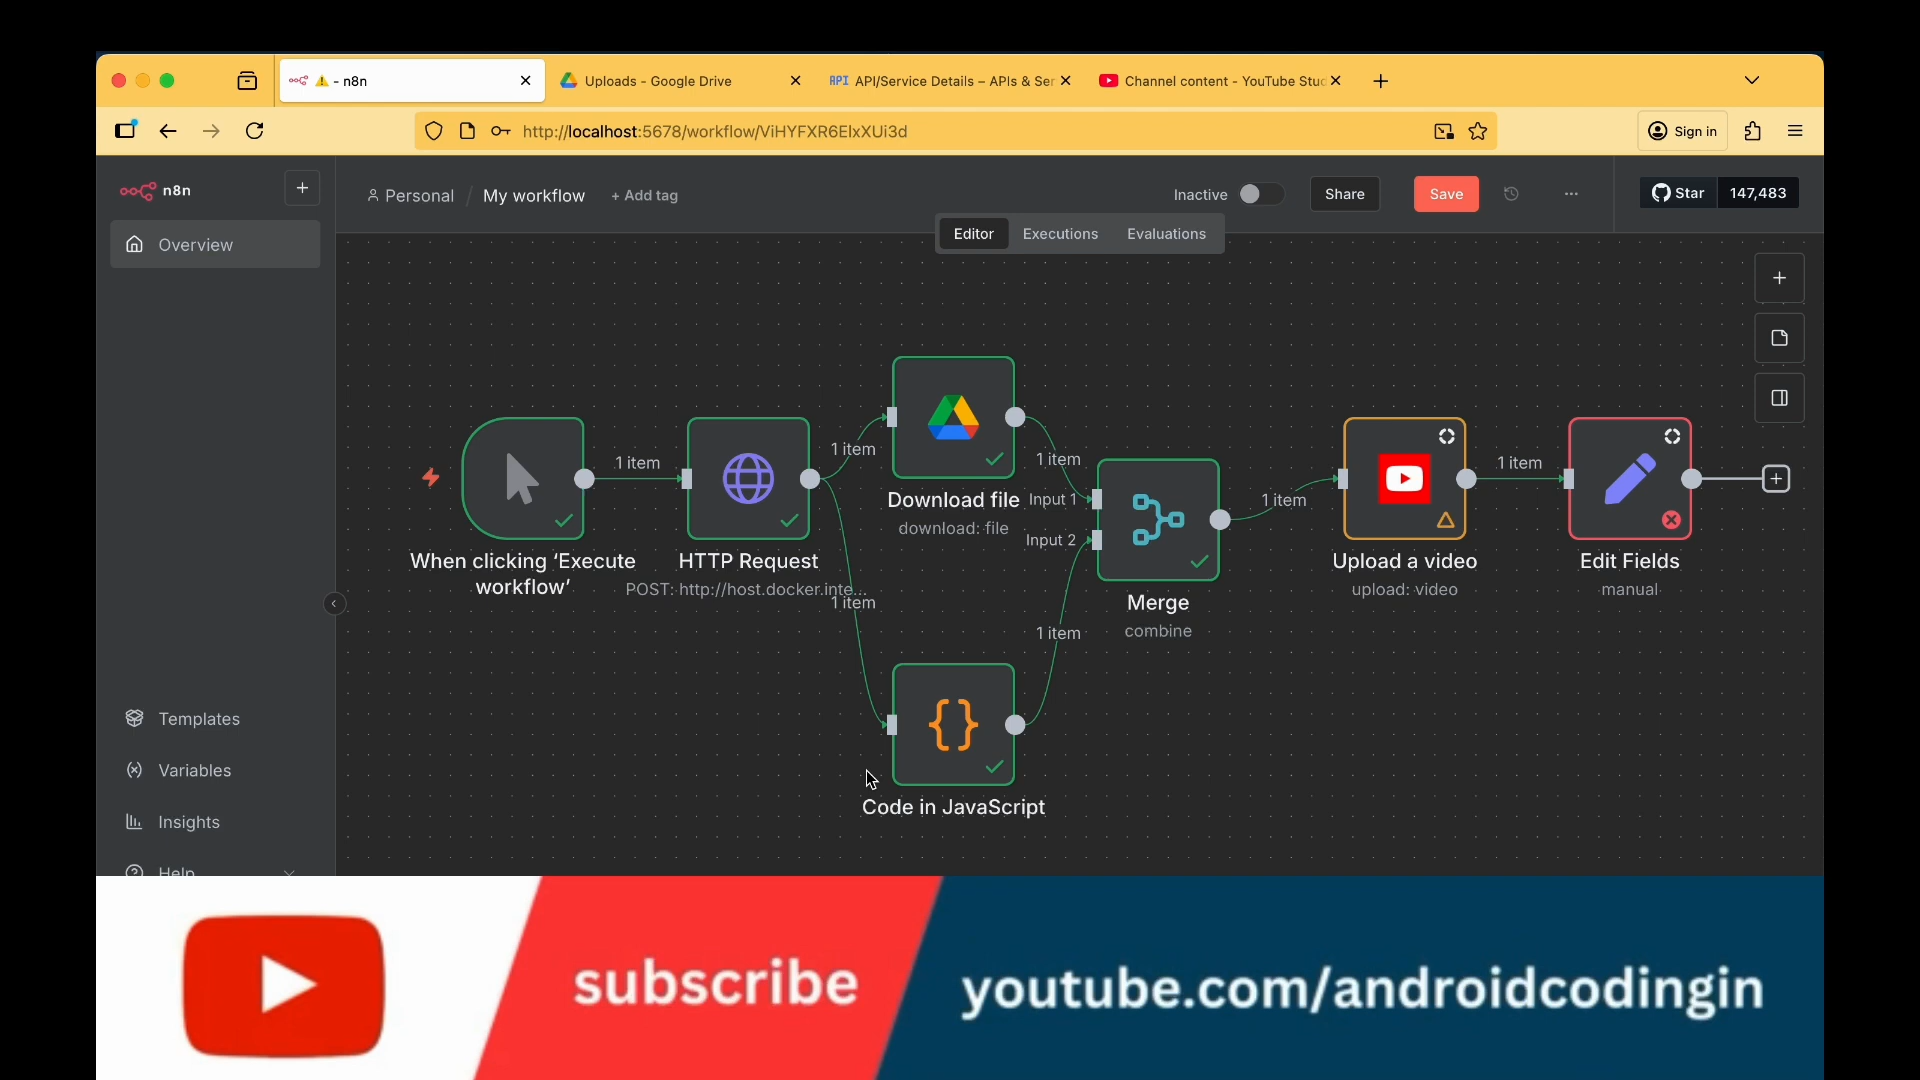 - n8n
Uploads - Google Drive
API API/Service Details – APIs & Ser
Channel content - YouTube Stud
http://localhost:5678/workflow/ViHYFXR6EIxXUi3d
Sign in
n8n
Personal / My workflow + Add tag
Inactive
Share
Save
Star 147,483
Overview
Editor Executions Evaluations
1 item
1 item
1 item
1 item
1 item
1 item
1 item
Download file
download: file
Input 1
Input 2
When clicking ‘Execute
workflow’
HTTP Request
POST: http://host.docker.inte...
Merge
combine
Upload a video
upload: video
Edit Fields
manual
Code in JavaScript
Templates
Variables
Insights
Help
subscribe
youtube.com/androidcodingin